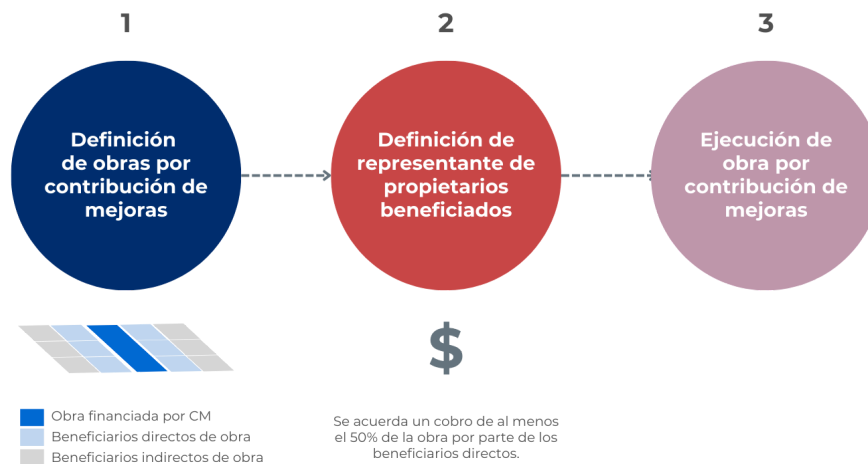 1
Definición
de obras por
contribución de
mejoras
2
Definición de
representante de
propietarios
beneficiados
3
Ejecución de
obra por
contribución de
mejoras
Obra financiada por CM
Beneficiarios directos de obra
Beneficiarios indirectos de obra
$
Se acuerda un cobro de al menos
el 50% de la obra por parte de los
beneficiarios directos.